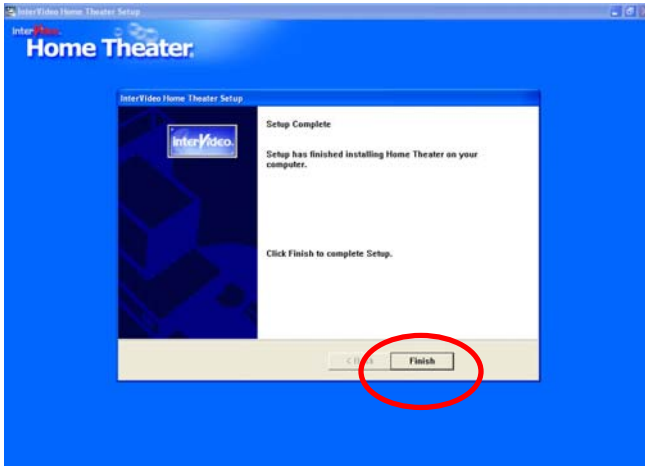 InterVideo Home Theater Setup
InterVideo
Home Theater
InterVideo Home Theater Setup
InterVideo
Setup Complete
Setup has finished installing Home Theater on your
computer.
Click Finish to complete Setup.
Finish